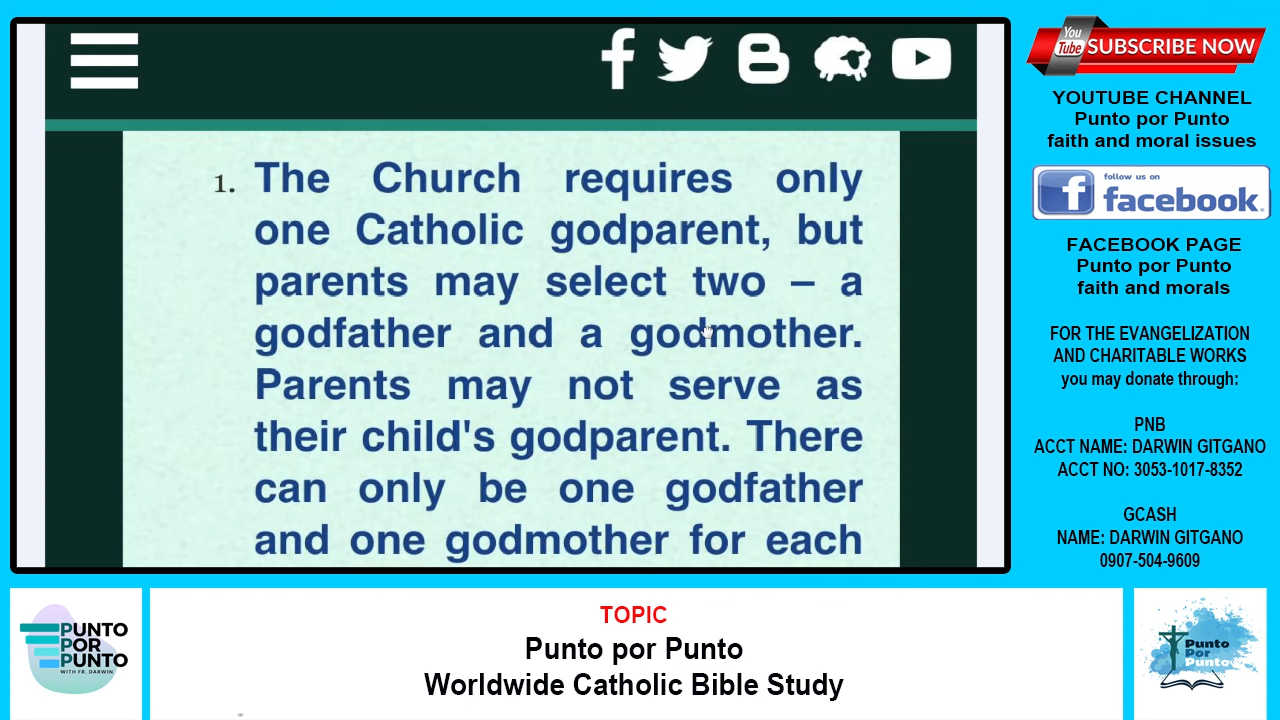 1. The Church requires only
one Catholic godparent, but
parents may select two – a
godfather and a godmother.
Parents may not serve as
their child's godparent. There
can only be one godfather
and one godmother for each
You
Tube
SUBSCRIBE NOW
YOUTUBE CHANNEL
Punto por Punto
faith and moral issues
follow us on
facebook.
FACEBOOK PAGE
Punto por Punto
faith and morals
FOR THE EVANGELIZATION
AND CHARITABLE WORKS
you may donate through:
PNB
ACCT NAME: DARWIN GITGANO
ACCT NO: 3053-1017-8352
GCASH
NAME: DARWIN GITGANO
0907-504-9609
PUNTO
POR
PUNTO
WITH FR. DARWIN
TOPIC
Punto por Punto
Worldwide Catholic Bible Study
Punto
Por
Punto